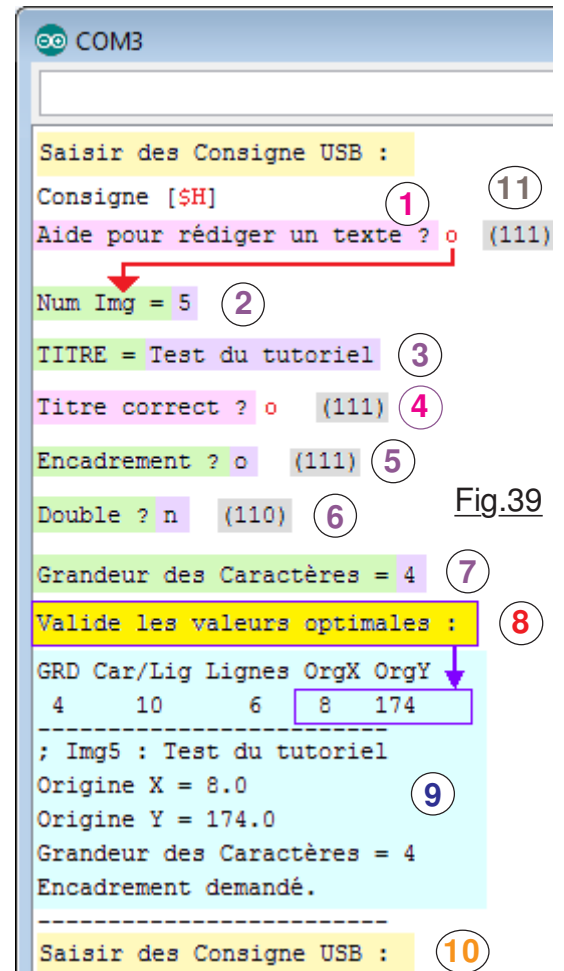 COM3
Saisir des Consigne USB :
Consigne [$H]
1 11
Aide pour rédiger un texte ? o (111)
Num Img = 5 2
TITRE = Test du tutoriel 3
Titre correct ? o (111) 4
Encadrement ? o (111) 5
Double ? n (110) 6 Fig.39
Grandeur des Caractères = 4 7
Valide les valeurs optimales : 8
GRD Car/Lig Lignes OrgX OrgY
4 10 6 8 174
-------------------------
; Img5 : Test du tutoriel
Origine X = 8.0
9
Origine Y = 174.0
Grandeur des Caractères = 4
Encadrement demandé.
-------------------------
Saisir des Consigne USB : 10